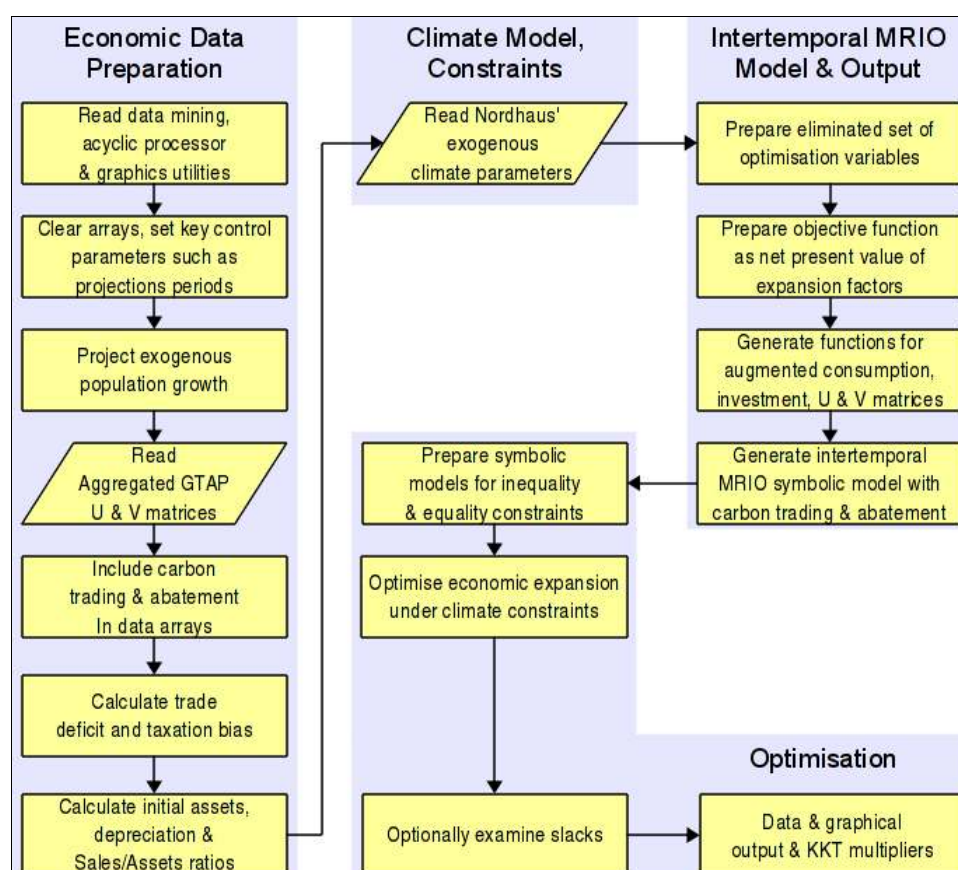 Economic Data
Preparation
Read data mining,
acyclic processor
& graphics utilities
Clear arrays, set key control
parameters such as
projections periods
Project exogenous
population growth
Read
Aggregated GTAP
U & V matrices
Include carbon
trading & abatement
In data arrays
Calculate trade
deficit and taxation bias
Calculate initial assets,
depreciation &
Sales/Assets ratios
Climate Model,
Constraints
Read Nordhaus'
exogenous
climate parameters
Intertemporal MRIO
Model & Output
Prepare eliminated set of
optimisation variables
Prepare objective function
as net present value of
expansion factors
Generate functions for
augmented consumption,
investment, U & V matrices
Generate intertemporal
MRIO symbolic model with
carbon trading & abatement
Prepare symbolic
models for inequality
& equality constraints
Optimise economic expansion
under climate constraints
Optionally examine slacks
Optimisation
Data & graphical
output & KKT multipliers